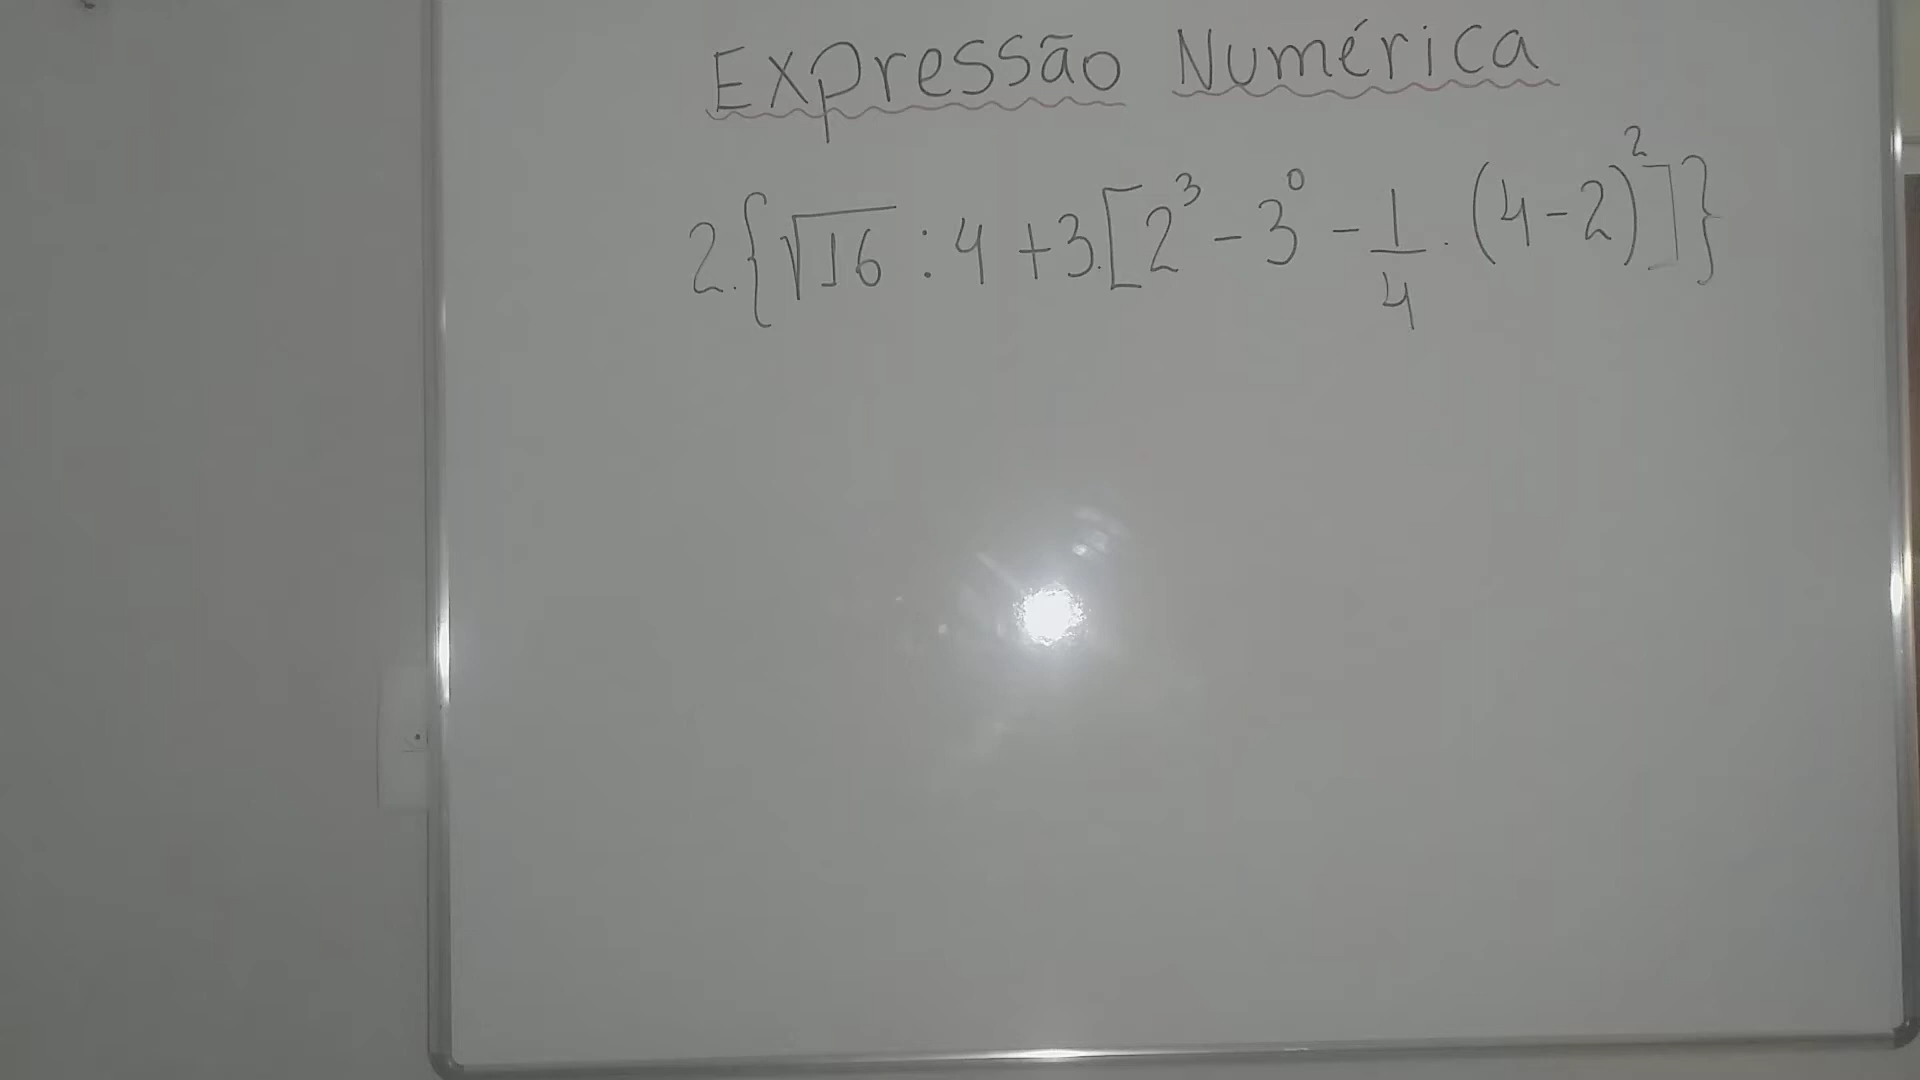 Expressão Numérica
2.{√16 : 4 + 3.[2³ - 3⁰ - 1/4 . (4 - 2)²]}